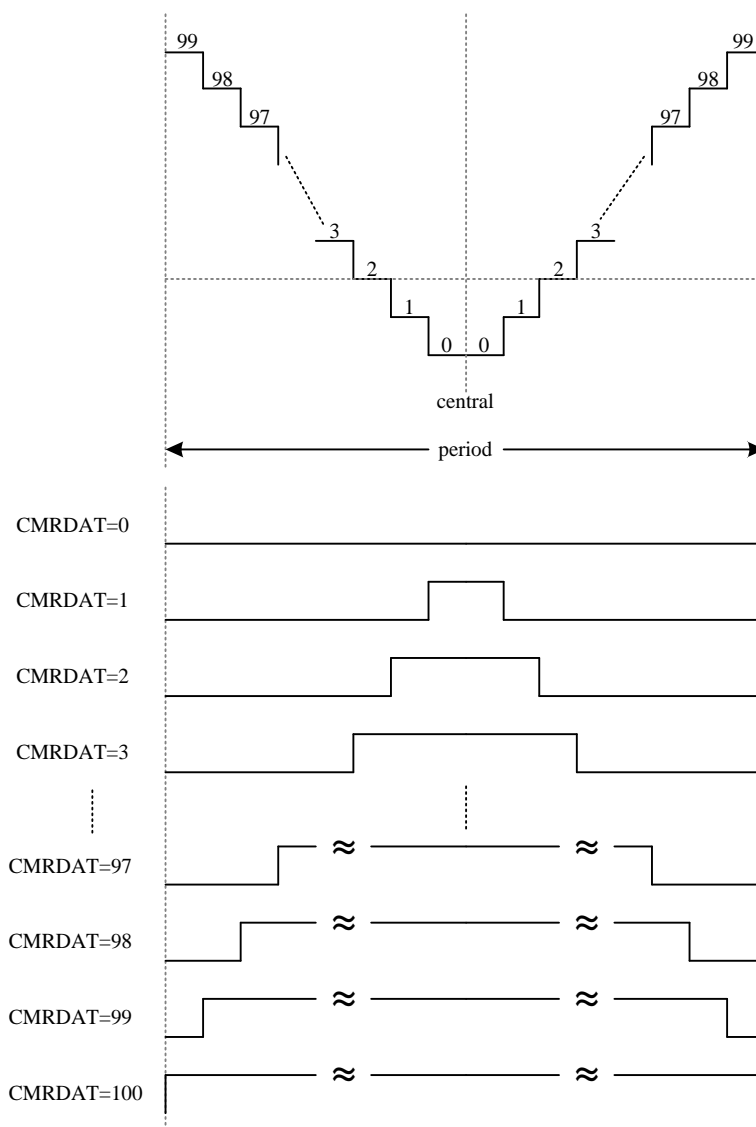 99 99
98 98
97 97
3 3
2 2
1 1
0 0
central
period
CMRDAT=0
CMRDAT=1
CMRDAT=2
CMRDAT=3
≈ ≈
CMRDAT=97
≈ ≈
CMRDAT=98
≈ ≈
CMRDAT=99
≈ ≈
CMRDAT=100